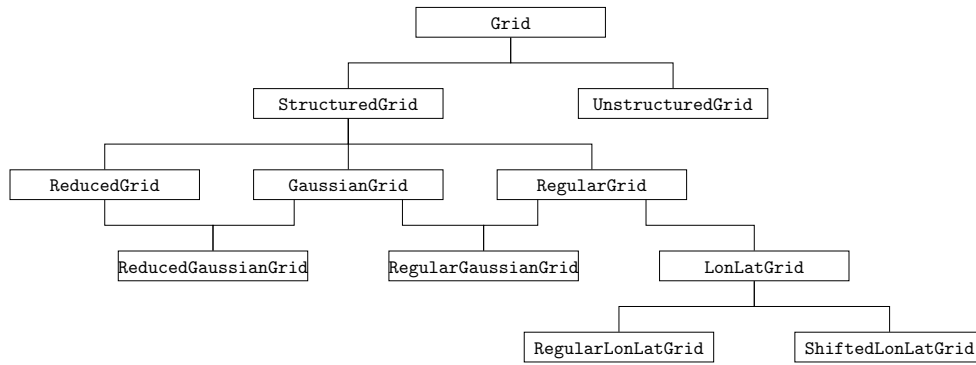 Grid
StructuredGrid
UnstructuredGrid
ReducedGrid
GaussianGrid
RegularGrid
ReducedGaussianGrid
RegularGaussianGrid
LonLatGrid
RegularLonLatGrid
ShiftedLonLatGrid